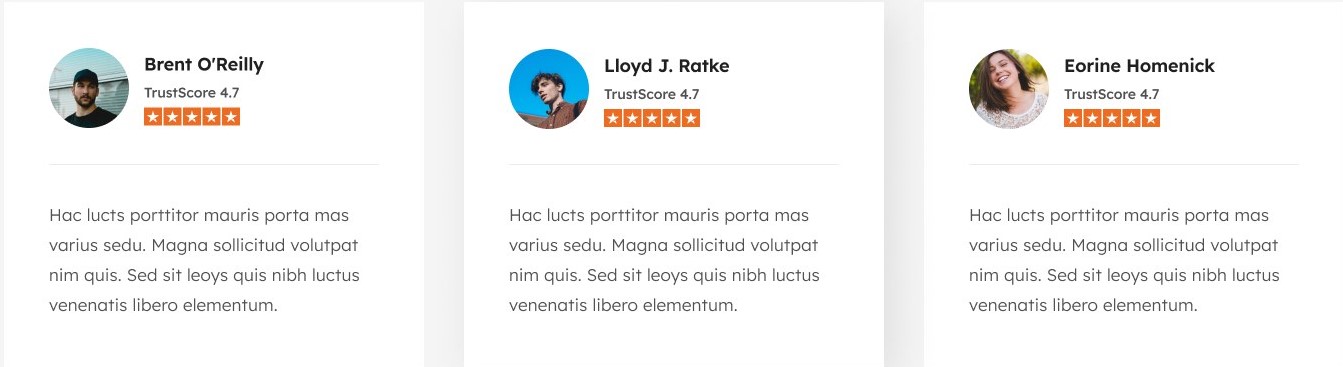 Brent O'Reilly
TrustScore 4.7
Hac lucts porttitor mauris porta mas
varius sedu. Magna sollicitud volutpat
nim quis. Sed sit leoys quis nibh luctus
venenatis libero elementum.
Lloyd J. Ratke
TrustScore 4.7
Hac lucts porttitor mauris porta mas
varius sedu. Magna sollicitud volutpat
nim quis. Sed sit leoys quis nibh luctus
venenatis libero elementum.
Eorine Homenick
TrustScore 4.7
Hac lucts porttitor mauris porta mas
varius sedu. Magna sollicitud volutpat
nim quis. Sed sit leoys quis nibh luctus
venenatis libero elementum.